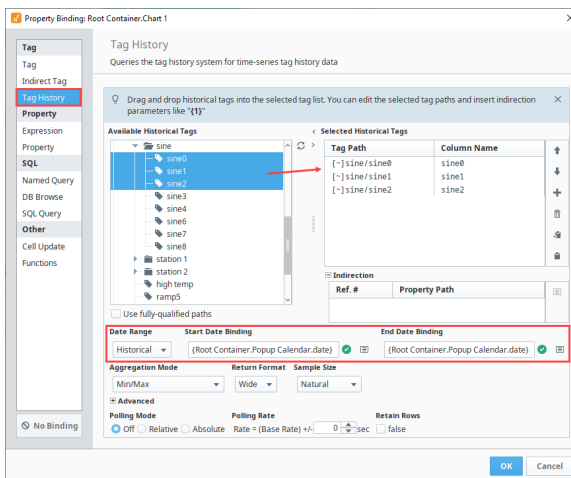 Property Binding: Root Container.Chart 1
Tag
Tag
Indirect Tag
Tag History
Property
Expression
Property
SQL
Named Query
DB Browse
SQL Query
Other
Cell Update
Functions
No Binding
Tag History
Queries the tag history system for time-series tag history data
Drag and drop historical tags into the selected tag list. You can edit the selected tag paths and insert indirection
parameters like "{1}"
Available Historical Tags
sine
sine0
sine1
sine2
sine3
sine4
sine6
sine7
sine8
station 1
station 2
high temp
ramp5
Use fully-qualified paths
Selected Historical Tags
Tag Path Column Name
[~]sine/sine0 sine0
[~]sine/sine1 sine1
[~]sine/sine2 sine2
Indirection
Ref. # Property Path
Date Range Start Date Binding End Date Binding
Historical {Root Container.Popup Calendar.date} {Root Container.Popup Calendar.date}
Aggregation Mode Return Format Sample Size
Min/Max Wide Natural
Advanced
Polling Mode Polling Rate Retain Rows
Off Relative Absolute Rate = (Base Rate) +/- 0 sec false
OK Cancel